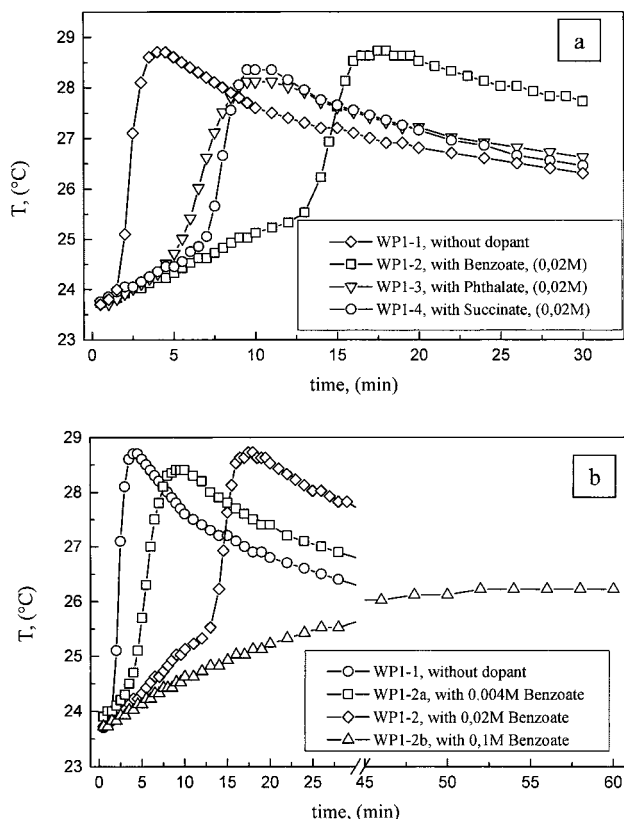 a
29
28
27
26
25
24
23
T, (°C)
WP1-1, without dopant
WP1-2, with Benzoate, (0,02M)
WP1-3, with Phthalate, (0,02M)
WP1-4, with Succinate, (0,02M)
0 5 10 15 20 25 30
time, (min)
b
29
28
27
26
25
24
23
T, (°C)
WP1-1, without dopant
WP1-2a, with 0.004M Benzoate
WP1-2, with 0,02M Benzoate
WP1-2b, with 0,1M Benzoate
0 5 10 15 20 25 45 50 55 60
time, (min)